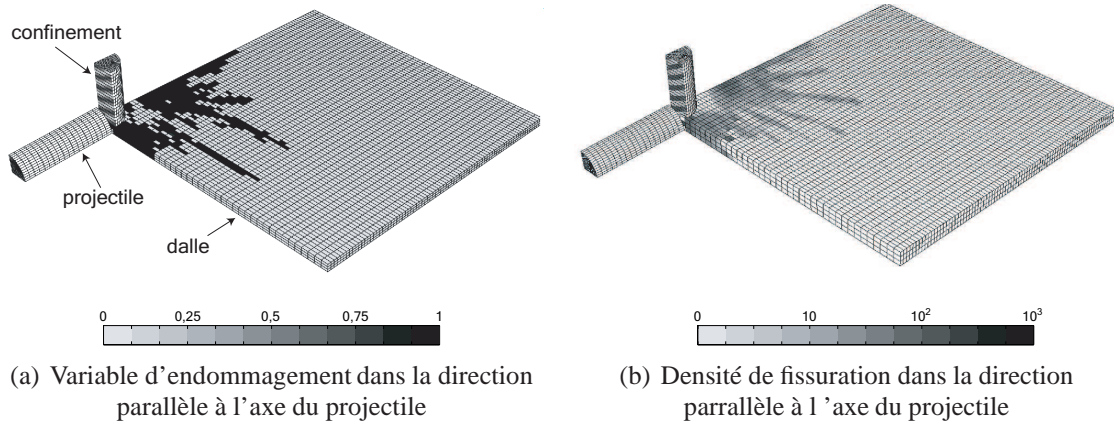 confinement
projectile
dalle
0 0,25 0,5 0,75 1
0 10 10² 10³
(a) Variable d'endommagement dans la direction
parallèle à l'axe du projectile
(b) Densité de fissuration dans la direction
parrallèle à l 'axe du projectile